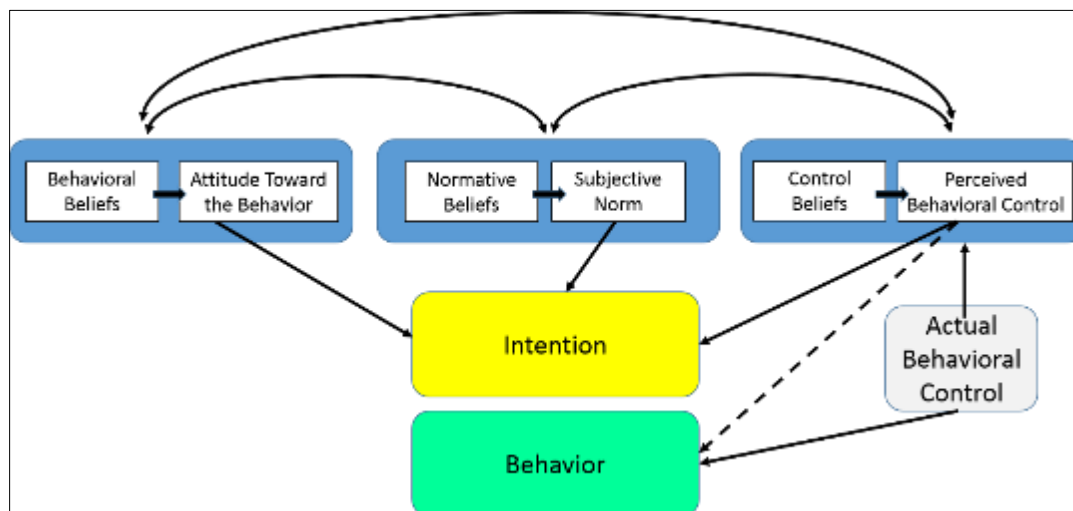 Behavioral
Beliefs
Attitude Toward
the Behavior
Normative
Beliefs
Subjective
Norm
Control
Beliefs
Perceived
Behavioral Control
Intention
Actual
Behavioral
Control
Behavior